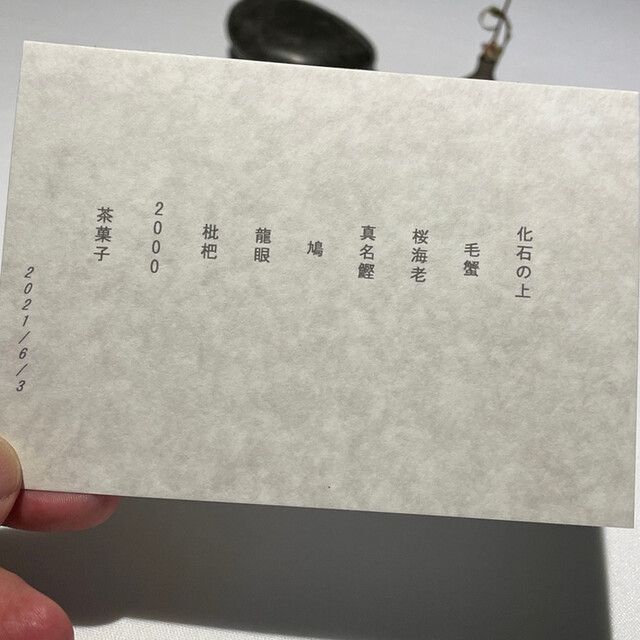 化石の上
毛蟹
桜海老
真名鰹
鳩
龍眼
枇杷
2000
茶菓子
2021/6/3